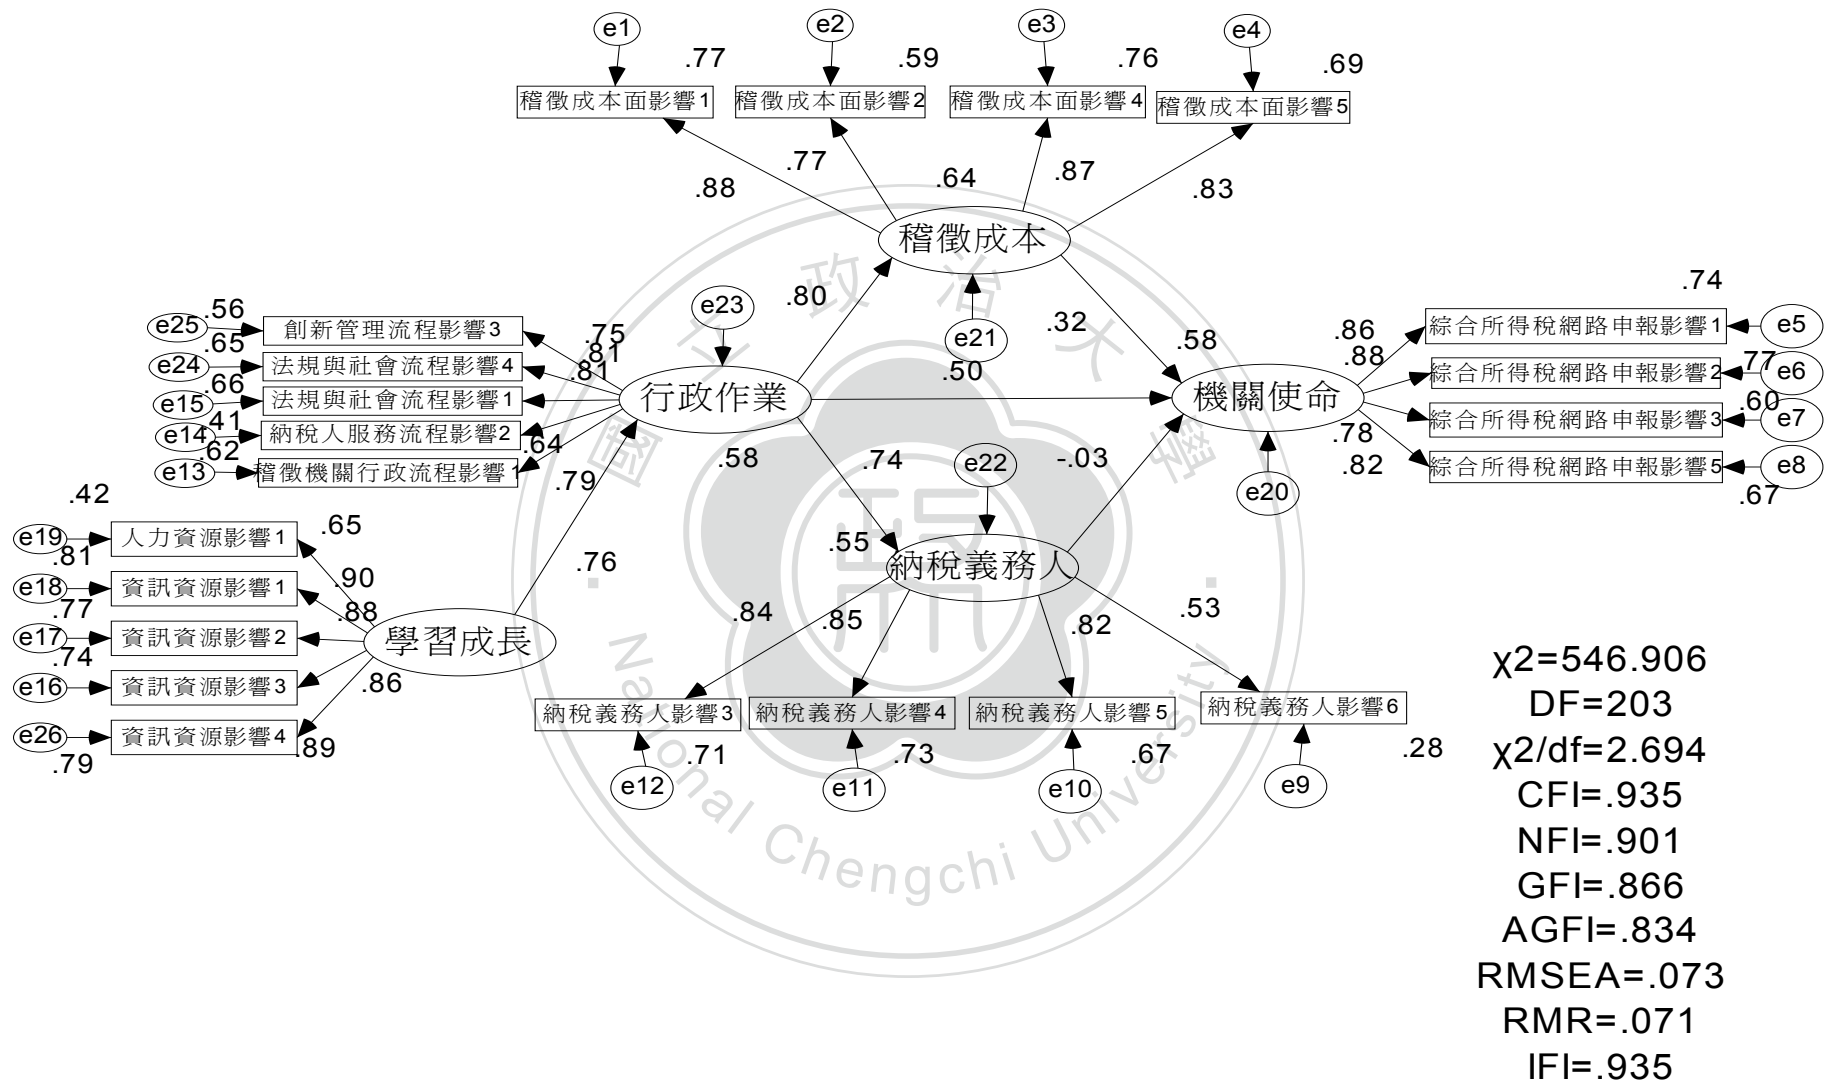 e1
e2
e3
e4
.77
.59
.76
.69
稽徵成本面影響1
稽徵成本面影響2
稽徵成本面影響4
稽徵成本面影響5
.88
.77
.64
.87
.83
稽徵成本
e21
.80
.32
e23
.56
e25
創新管理流程影響3
.75
.65
e24
法規與社會流程影響4
.81
.66
e15
法規與社會流程影響1
.81
.41
e14
納稅人服務流程影響2
.64
.62
e13
稽徵機關行政流程影響1
.79
行政作業
.58
.50
.58
機關使命
e20
.74
綜合所得稅網路申報影響1
e5
.86
.88
綜合所得稅網路申報影響2
.77
e6
綜合所得稅網路申報影響3
.60
e7
.78
.82
綜合所得稅網路申報影響5
e8
.67
.74
e22
-.03
.55
納稅義務人
.42
e19
人力資源影響1
.65
.81
e18
資訊資源影響1
.90
.77
e17
資訊資源影響2
.88
.74
e16
資訊資源影響3
.86
e26
資訊資源影響4
.79
.89
學習成長
.76
.84
.85
.82
.53
納稅義務人影響3
納稅義務人影響4
納稅義務人影響5
納稅義務人影響6
.71
.73
.67
.28
e12
e11
e10
e9
χ2=546.906
DF=203
χ2/df=2.694
CFI=.935
NFI=.901
GFI=.866
AGFI=.834
RMSEA=.073
RMR=.071
IFI=.935
國立政治大學
National Chengchi University